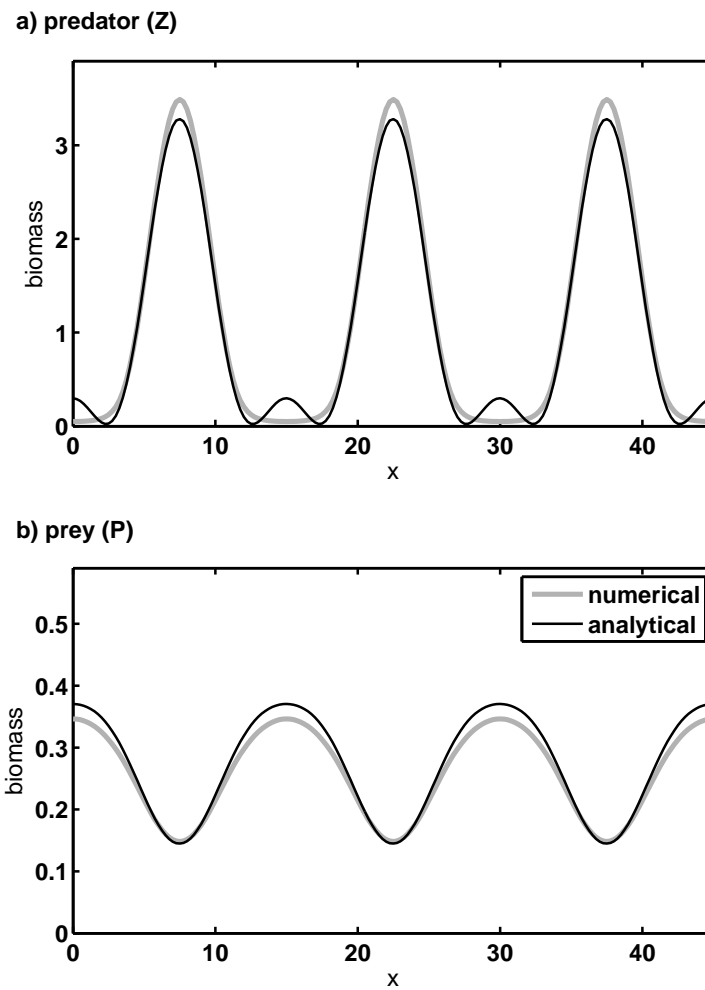 a) predator (Z)
3
2
1
0
biomass
0 10 20 30 40
x
b) prey (P)
numerical
analytical
0.5
0.4
0.3
0.2
0.1
0
biomass
0 10 20 30 40
x